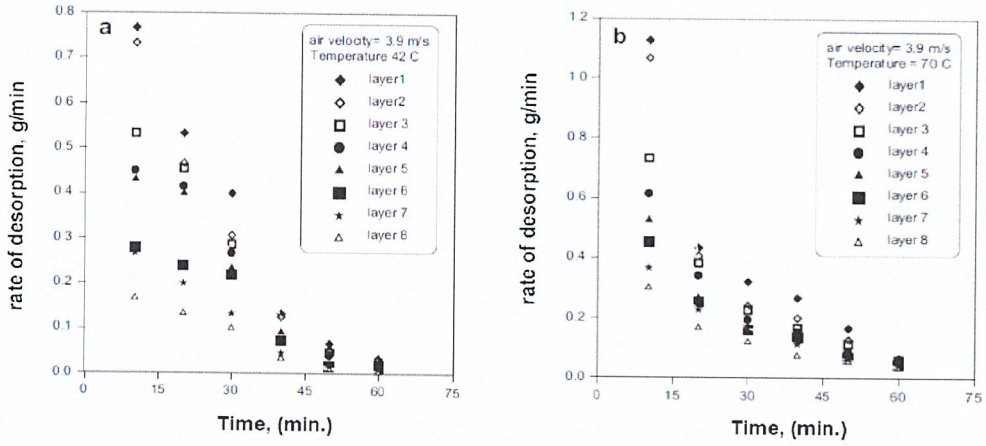 a
air velocity= 3.9 m/s
Temperature 42 C
layer1
layer2
layer 3
layer 4
layer 5
layer 6
layer 7
layer 8
rate of desorption, g/min
0.8
0.7
0.6
0.5
0.4
0.3
0.2
0.1
0.0
0 15 30 45 60 75
Time, (min.)
b
air velocity= 3.9 m/s
Temperature = 70 C
layer1
layer2
layer 3
layer 4
layer 5
layer 6
layer 7
layer 8
rate of desorption, g/min
1.2
1.0
0.8
0.6
0.4
0.2
0.0
0 15 30 45 60 75
Time, (min.)